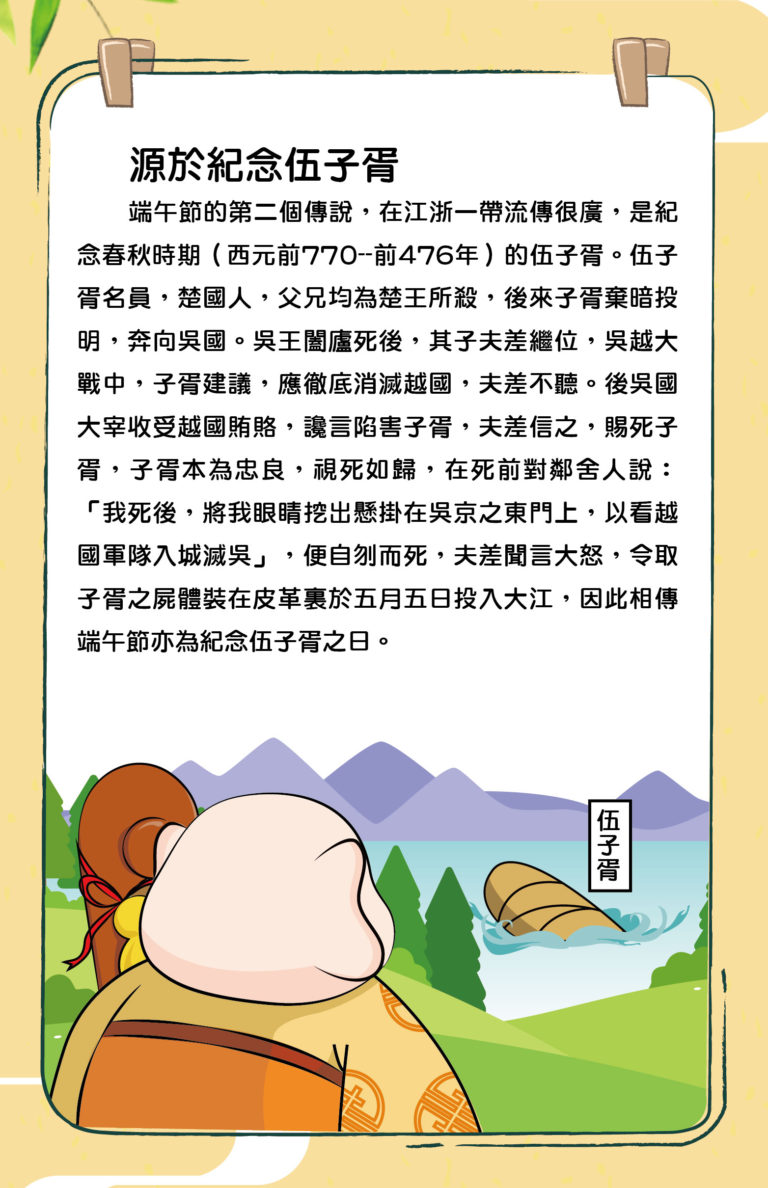 源於紀念伍子胥
端午節的第二個傳說，在江浙一帶流傳很廣，是紀
念春秋時期（西元前770--前476年）的伍子胥。伍子
胥名員，楚國人，父兄均為楚王所殺，後來子胥棄暗投
明，奔向吳國。吳王闔廬死後，其子夫差繼位，吳越大
戰中，子胥建議，應徹底消滅越國，夫差不聽。後吳國
大宰收受越國賄賂，讒言陷害子胥，夫差信之，賜死子
胥，子胥本為忠良，視死如歸，在死前對鄰舍人說：
「我死後，將我眼睛挖出懸掛在吳京之東門上，以看越
國軍隊入城滅吳」，便自刎而死，夫差聞言大怒，令取
子胥之屍體裝在皮革裏於五月五日投入大江，因此相傳
端午節亦為紀念伍子胥之日。
伍子胥